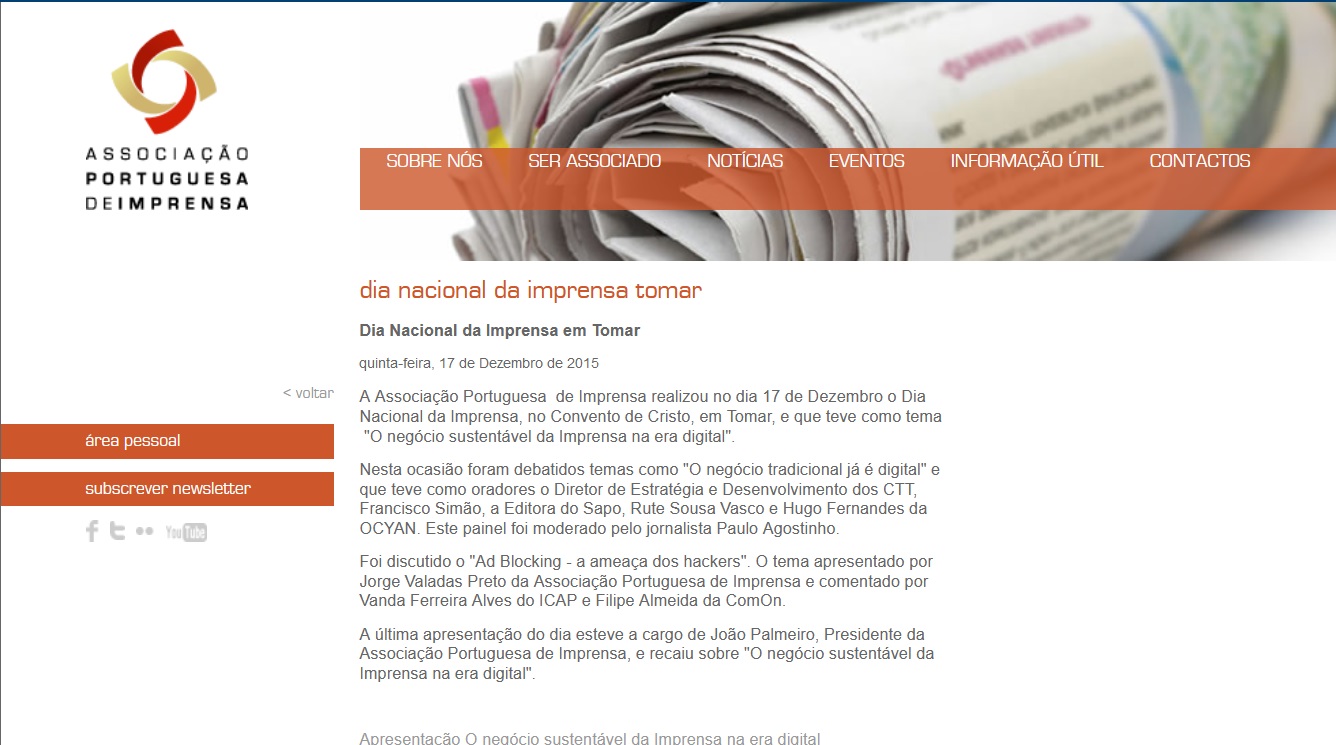 ASSOCIAÇÃO
PORTUGUESA
DEIMPRENSA
SOBRE NÓS SER ASSOCIADO NOTÍCIAS EVENTOS INFORMAÇÃO ÚTIL CONTACTOS
dia nacional da imprensa tomar
Dia Nacional da Imprensa em Tomar
quinta-feira, 17 de Dezembro de 2015
< voltar
área pessoal
subscrever newsletter
YouTube
A Associação Portuguesa de Imprensa realizou no dia 17 de Dezembro o Dia
Nacional da Imprensa, no Convento de Cristo, em Tomar, e que teve como tema
"O negócio sustentável da Imprensa na era digital".
Nesta ocasião foram debatidos temas como "O negócio tradicional já é digital" e
que teve como oradores o Diretor de Estratégia e Desenvolvimento dos CTT,
Francisco Simão, a Editora do Sapo, Rute Sousa Vasco e Hugo Fernandes da
OCYAN. Este painel foi moderado pelo jornalista Paulo Agostinho.
Foi discutido o "Ad Blocking - a ameaça dos hackers". O tema apresentado por
Jorge Valadas Preto da Associação Portuguesa de Imprensa e comentado por
Vanda Ferreira Alves do ICAP e Filipe Almeida da ComOn.
A última apresentação do dia esteve a cargo de João Palmeiro, Presidente da
Associação Portuguesa de Imprensa, e recaiu sobre "O negócio sustentável da
Imprensa na era digital".
Apresentação O negócio sustentável da Imprensa na era digital